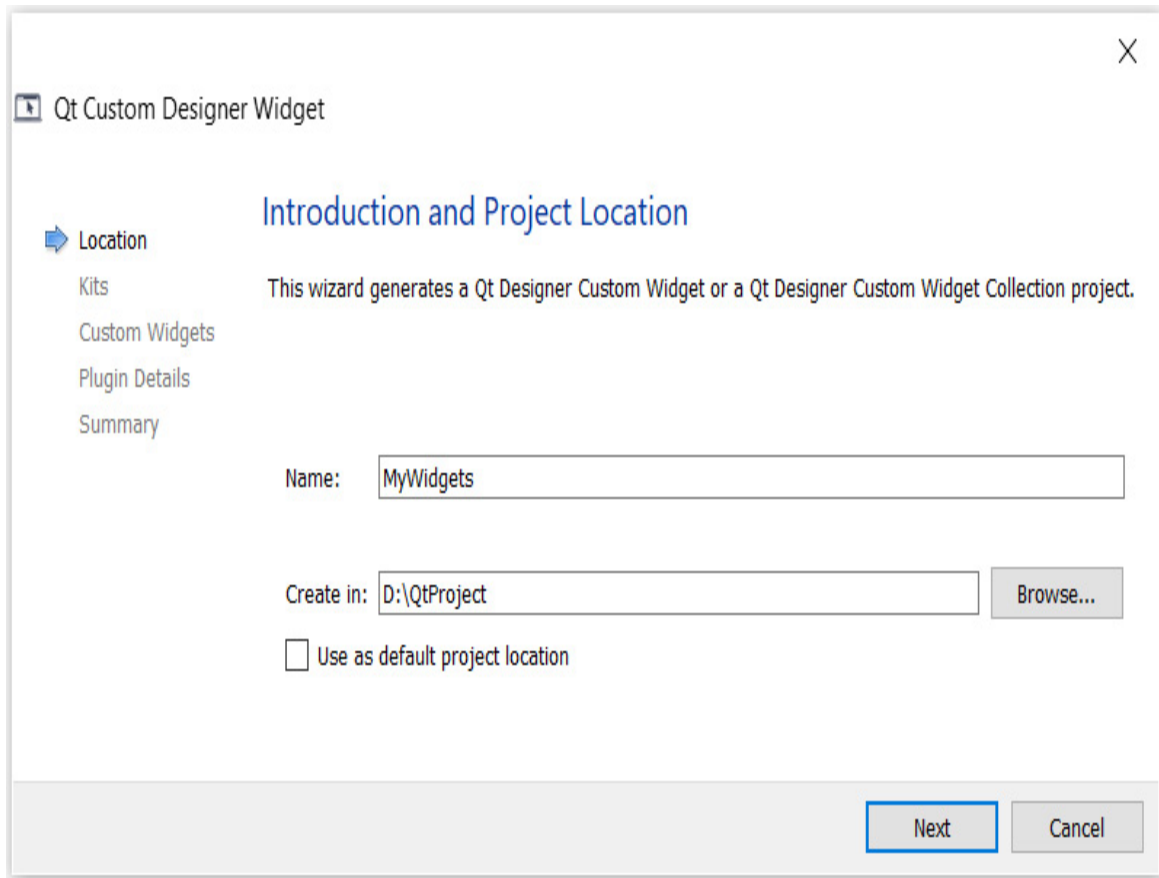 Qt Custom Designer Widget
Introduction and Project Location
Location
Kits
Custom Widgets
Plugin Details
Summary
This wizard generates a Qt Designer Custom Widget or a Qt Designer Custom Widget Collection project.
Name: MyWidgets
Create in: D:\QtProject Browse...
Use as default project location
Next Cancel